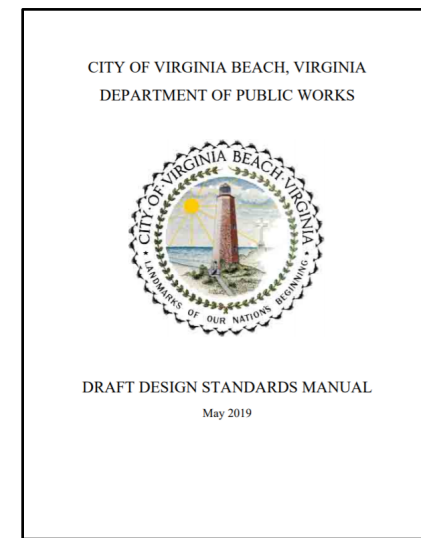 CITY OF VIRGINIA BEACH, VIRGINIA
DEPARTMENT OF PUBLIC WORKS
CITY·OF·VIRGINIA BEACH·VIRGINIA
LANDMARKS OF OUR NATION'S BEGINNING
DRAFT DESIGN STANDARDS MANUAL
May 2019